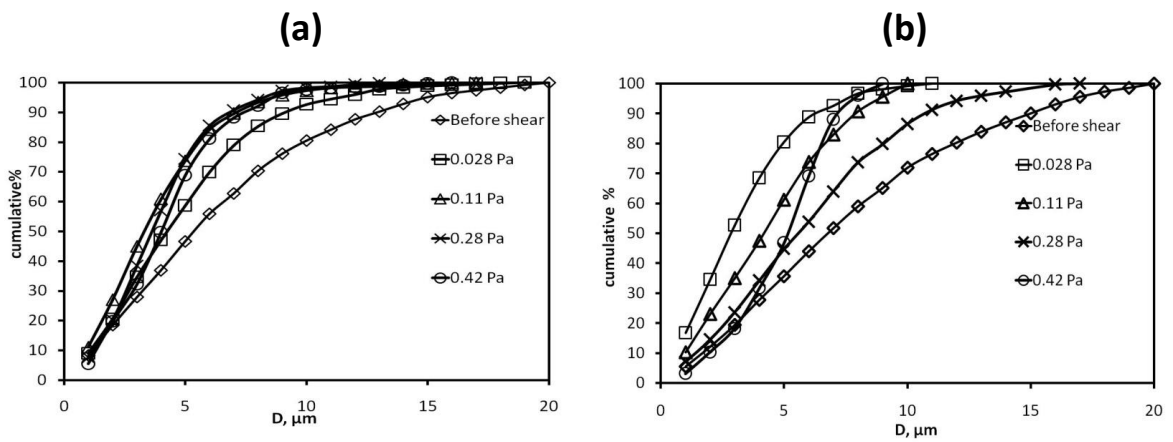 (a)
100
90
80
70
60
50
40
30
20
10
0
cumulative%
0 5 10 15 20
D, µm
Before shear
0.028 Pa
0.11 Pa
0.28 Pa
0.42 Pa
(b)
100
90
80
70
60
50
40
30
20
10
0
cumulative %
0 5 10 15 20
D, µm
Before shear
0.028 Pa
0.11 Pa
0.28 Pa
0.42 Pa